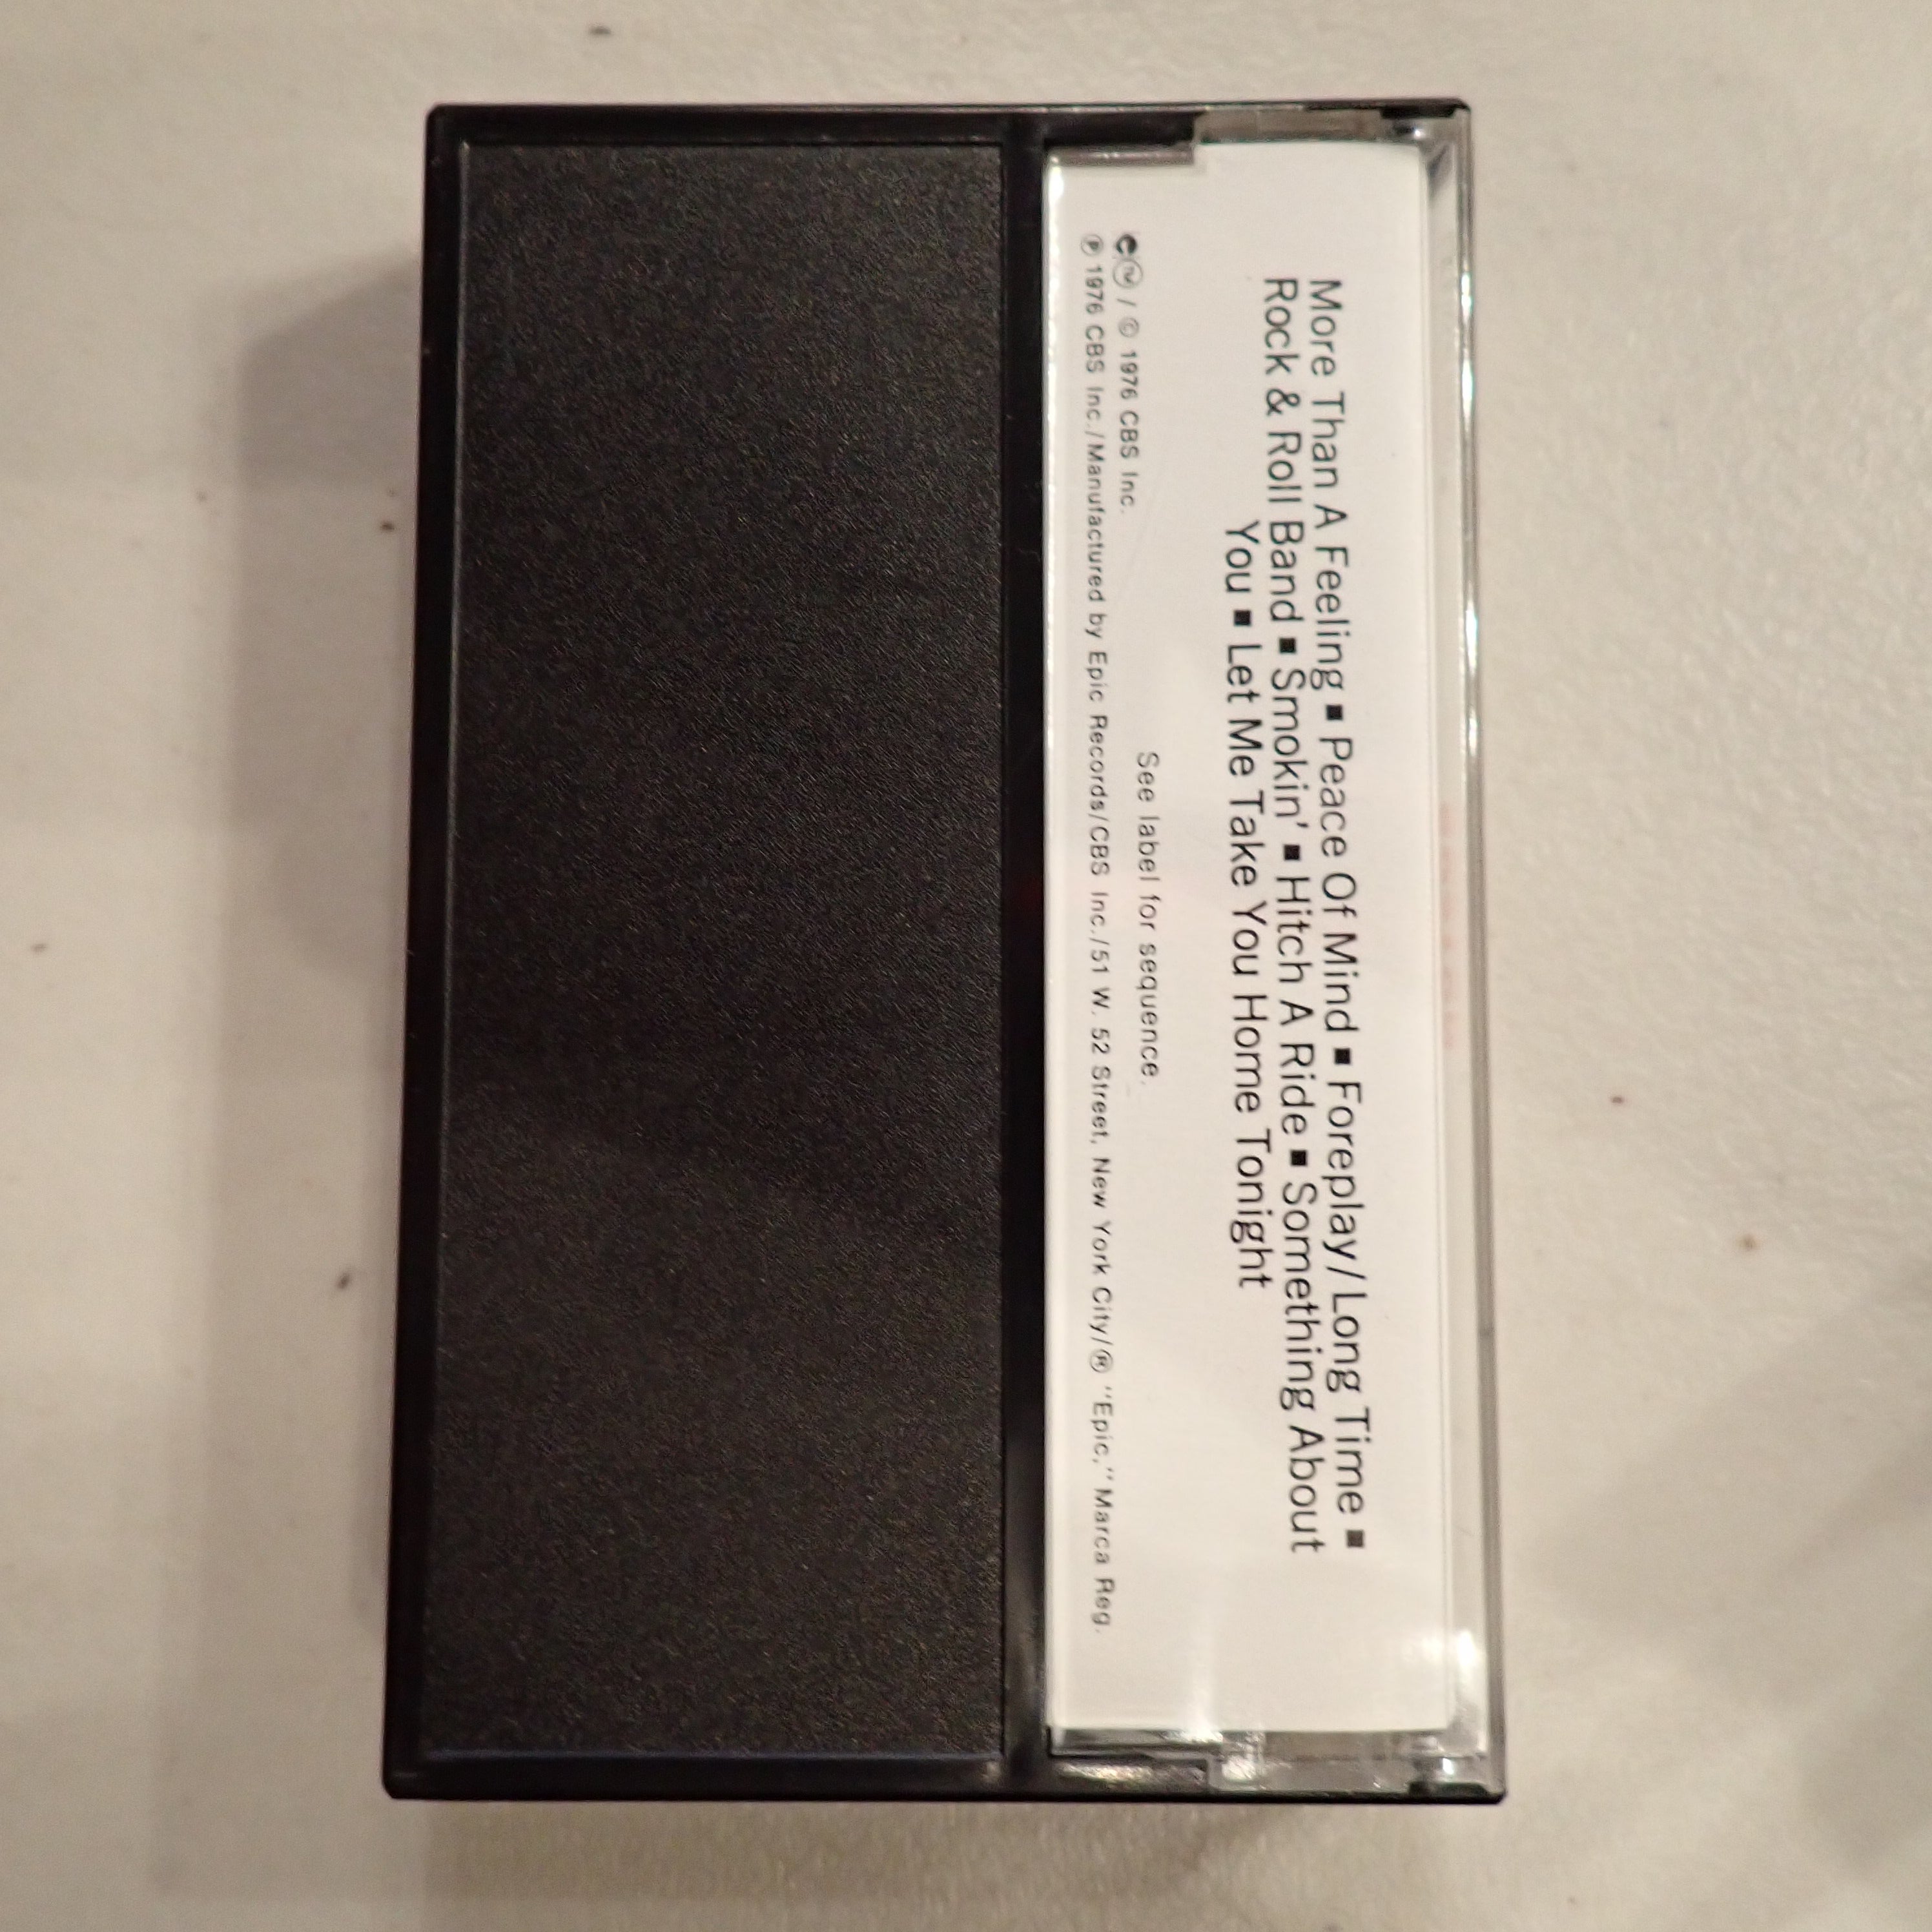 More Than A Feeling ▪ Peace Of Mind ▪ Foreplay/Long Time ▪
Rock & Roll Band ▪ Smokin' ▪ Hitch A Ride ▪ Something About
You ▪ Let Me Take You Home Tonight
See label for sequence.
e™/ © 1976 CBS Inc.
℗ 1976 CBS Inc./Manufactured by Epic Records/CBS Inc./51 W. 52 Street, New York City/® "Epic," Marca Reg.